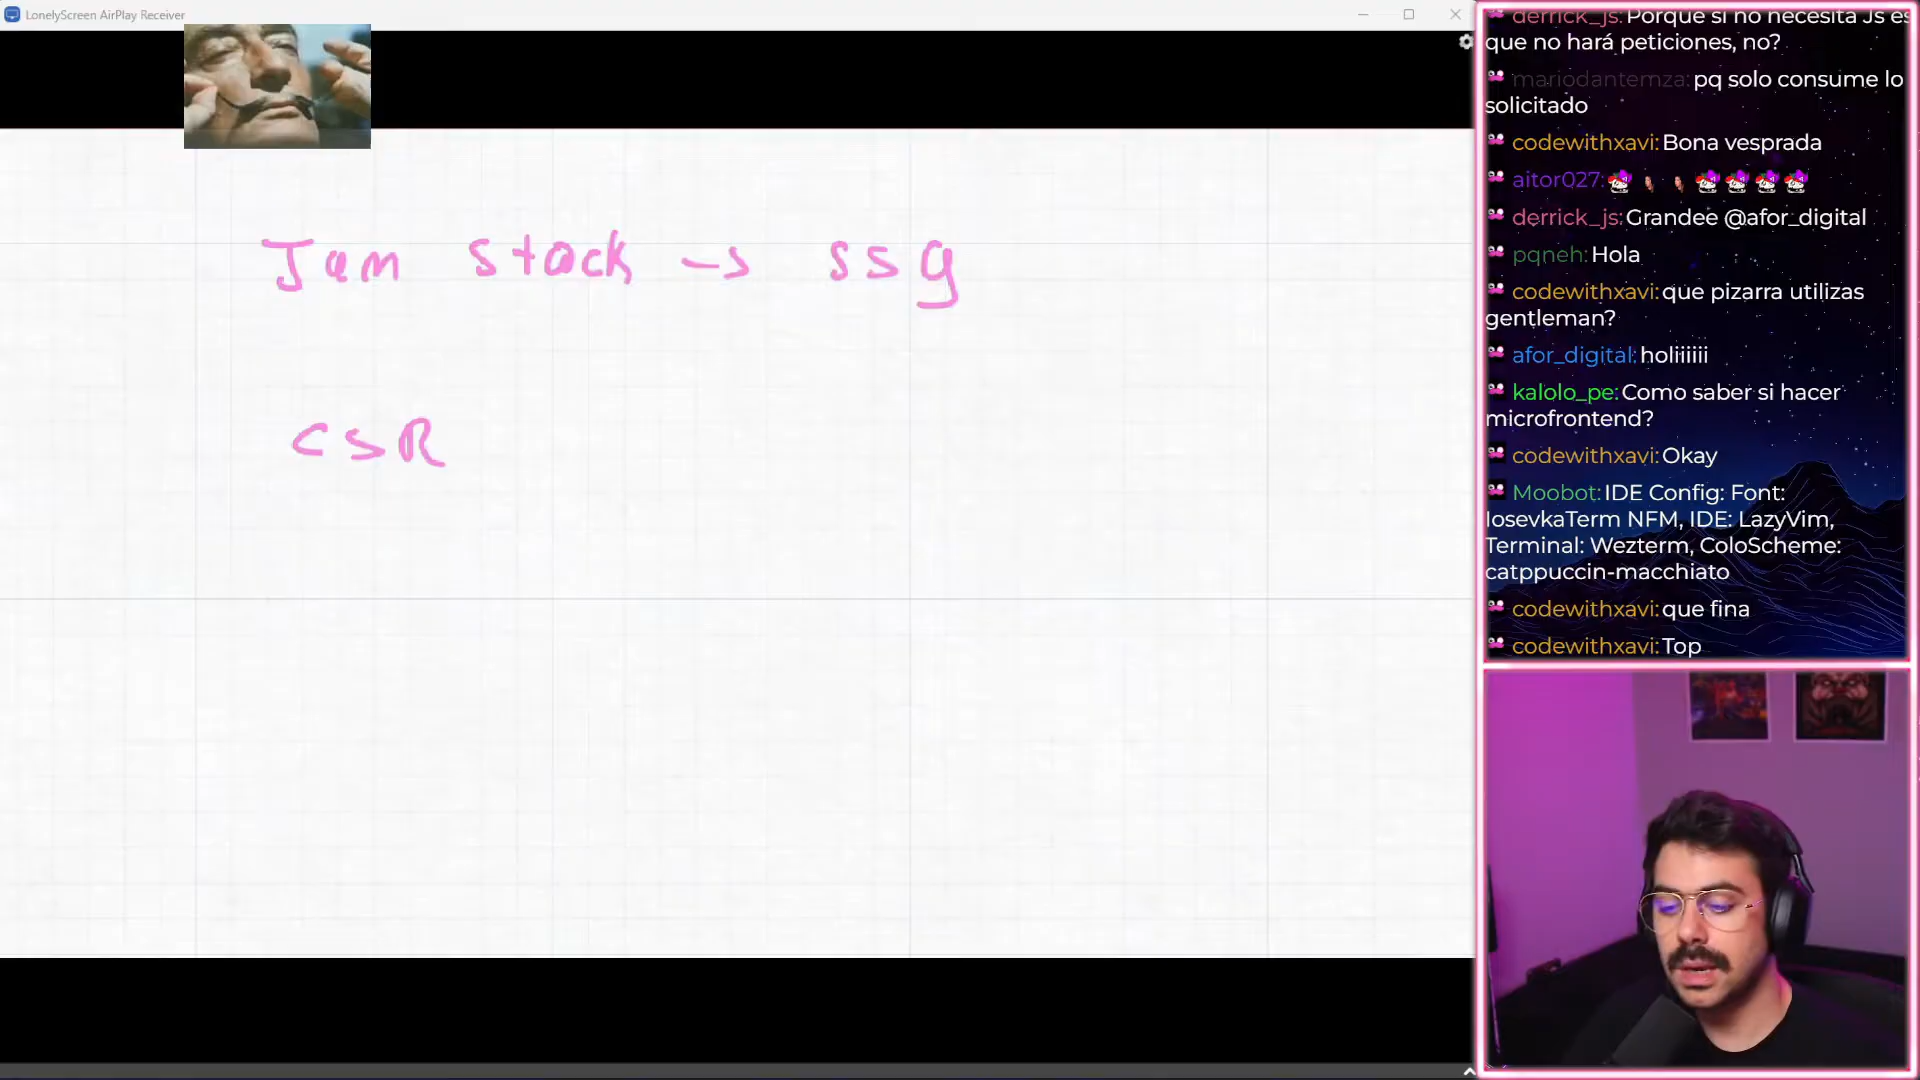 LonelyScreen AirPlay Receiver
Jam stack → ssg
CSR
derrick_js: Porque si no necesita Js es
que no hará peticiones, no?
mariodantemza: pq solo consume lo
solicitado
codewithxavi: Bona vesprada
aitor027:
derrick_js: Grandee @afor_digital
pqneh: Hola
codewithxavi: que pizarra utilizas
gentleman?
afor_digital: holiiiiii
kalolo_pe: Como saber si hacer
microfrontend?
codewithxavi: Okay
Moobot: IDE Config: Font:
IosevkaTerm NFM, IDE: LazyVim,
Terminal: Wezterm, ColoScheme:
catppuccin-macchiato
codewithxavi: que fina
codewithxavi: Top